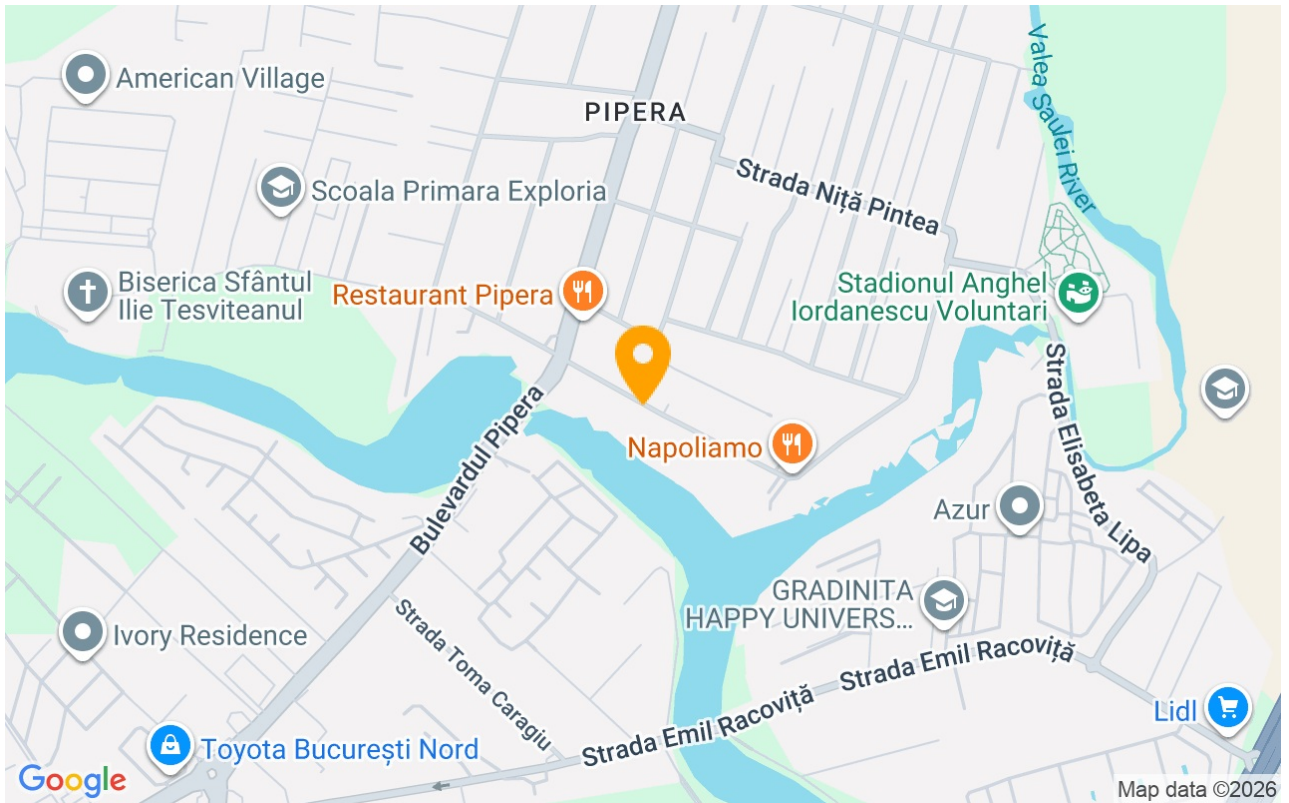 American Village
PIPERA
Valea Saulei River
Strada Niță Pintea
Scoala Primara Exploria
Biserica Sfântul
Ilie Tesviteanul
Restaurant Pipera
Stadionul Anghel
Iordanescu Voluntari
Strada Elisabeta Lipa
Bulevardul Pipera
Napoliamo
Azur
GRADINITA
HAPPY UNIVERS...
Ivory Residence
Strada Toma Caragiu
Strada Emil Racoviță
Strada Emil Racoviță
Lidl
Toyota București Nord
Google
Map data ©2026